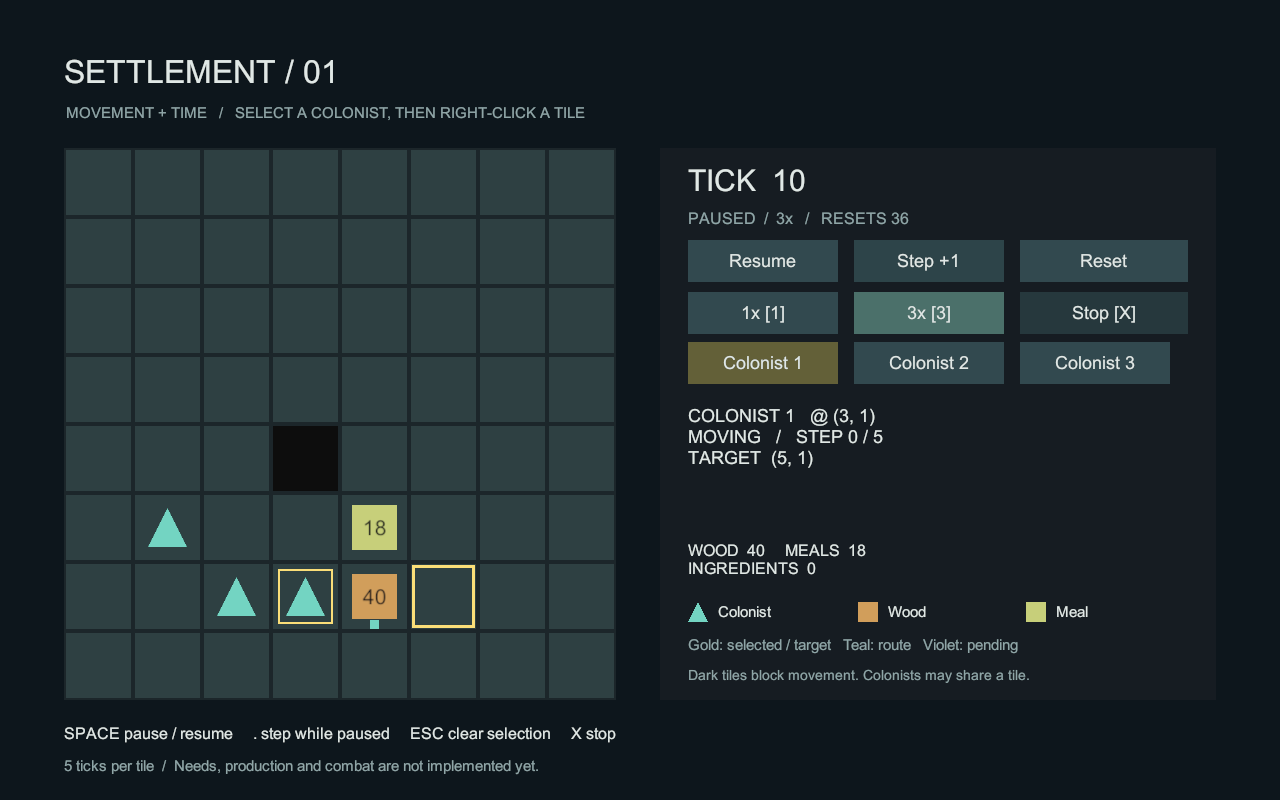 SETTLEMENT / 01
MOVEMENT + TIME / SELECT A COLONIST, THEN RIGHT-CLICK A TILE
18
40
TICK 10
PAUSED / 3x / RESETS 36
Resume Step +1 Reset
1x [1] 3x [3] Stop [X]
Colonist 1 Colonist 2 Colonist 3
COLONIST 1 @ (3, 1)
MOVING / STEP 0 / 5
TARGET (5, 1)
WOOD 40 MEALS 18
INGREDIENTS 0
Colonist Wood Meal
Gold: selected / target Teal: route Violet: pending
Dark tiles block movement. Colonists may share a tile.
SPACE pause / resume . step while paused ESC clear selection X stop
5 ticks per tile / Needs, production and combat are not implemented yet.